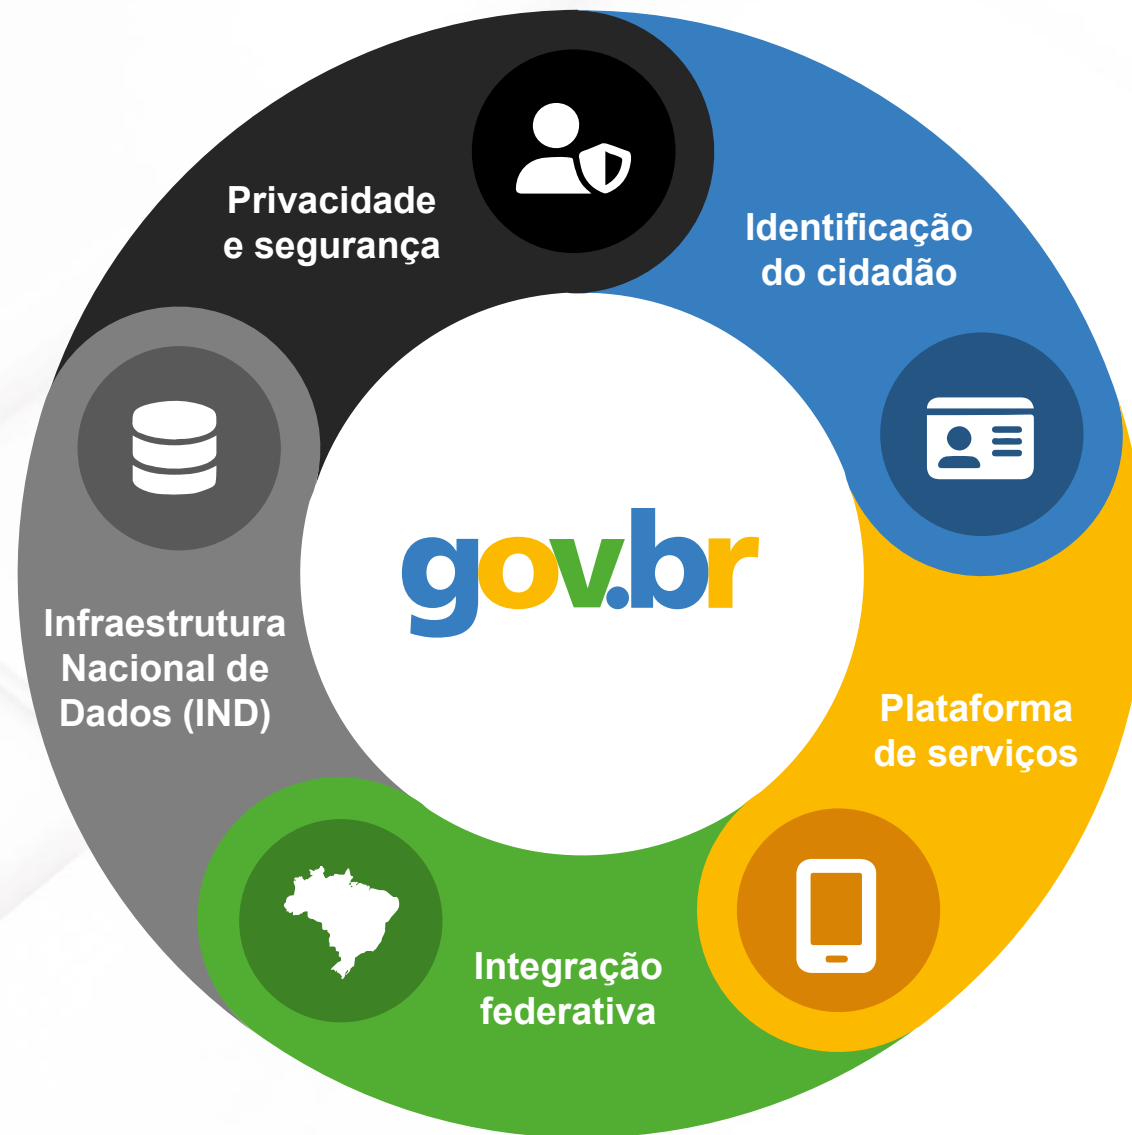 Privacidade
e segurança
Identificação
do cidadão
gov.br
Infraestrutura
Nacional de
Dados (IND)
Plataforma
de serviços
Integração
federativa